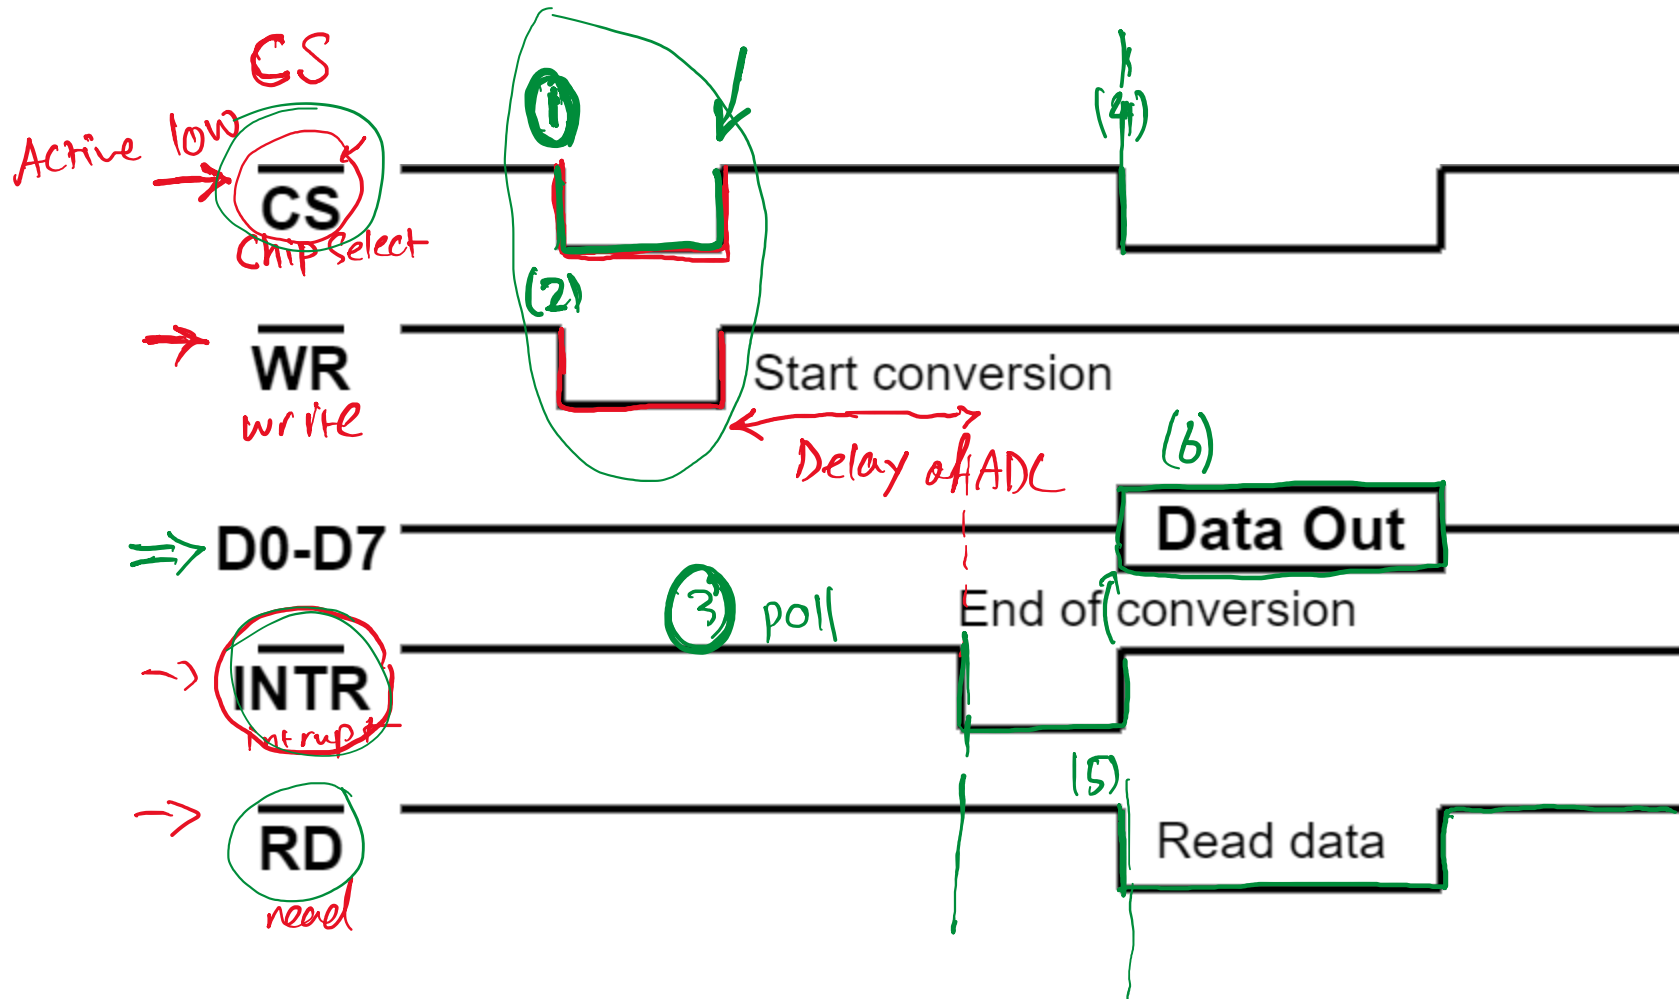 CS
Active low
CS
Chip select
(1)
(2)
(4)
WR
write
Start conversion
Delay of ADC
(6)
D0-D7
Data Out
3 poll
End of conversion
INTR
intrupt
(5)
RD
read
Read data